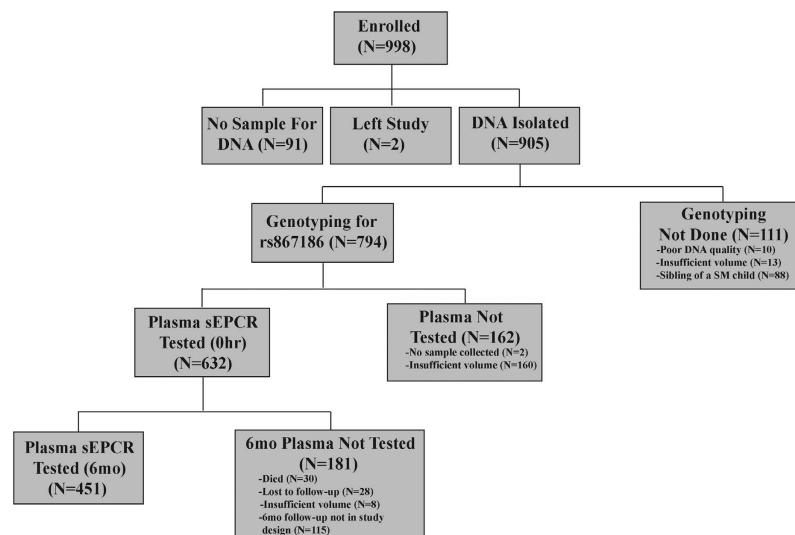 Enrolled
(N=998)
No Sample For
DNA (N=91)
Left Study
(N=2)
DNA Isolated
(N=905)
Genotyping for
rs867186 (N=794)
Genotyping
Not Done (N=111)
-Poor DNA quality (N=10)
-Insufficient volume (N=13)
-Sibling of a SM child (N=88)
Plasma sEPCR
Tested (0hr)
(N=632)
Plasma Not
Tested (N=162)
-No sample collected (N=2)
-Insufficient volume (N=160)
Plasma sEPCR
Tested (6mo)
(N=451)
6mo Plasma Not Tested
(N=181)
-Died (N=30)
-Lost to follow-up (N=28)
-Insufficient volume (N=8)
-6mo follow-up not in study
design (N=115)